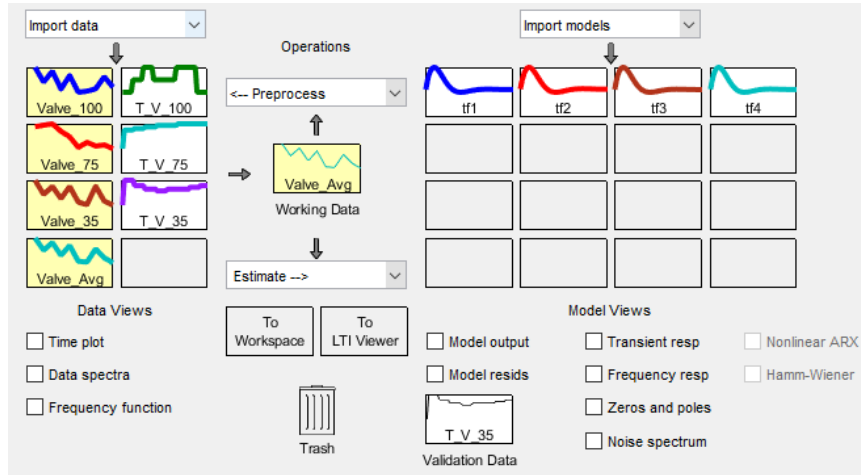 Import data
Import models
Operations
Valve_100
T_V_100
<-- Preprocess
tf1
tf2
tf3
tf4
Valve_75
T_V_75
Valve_Avg
Working Data
Valve_35
T_V_35
Valve_Avg
Estimate -->
Data Views
Model Views
To
Workspace
To
LTI Viewer
Time plot
Model output
Transient resp
Nonlinear ARX
Data spectra
Model resids
Frequency resp
Hamm-Wiener
Frequency function
Zeros and poles
T_V_35
Noise spectrum
Trash
Validation Data